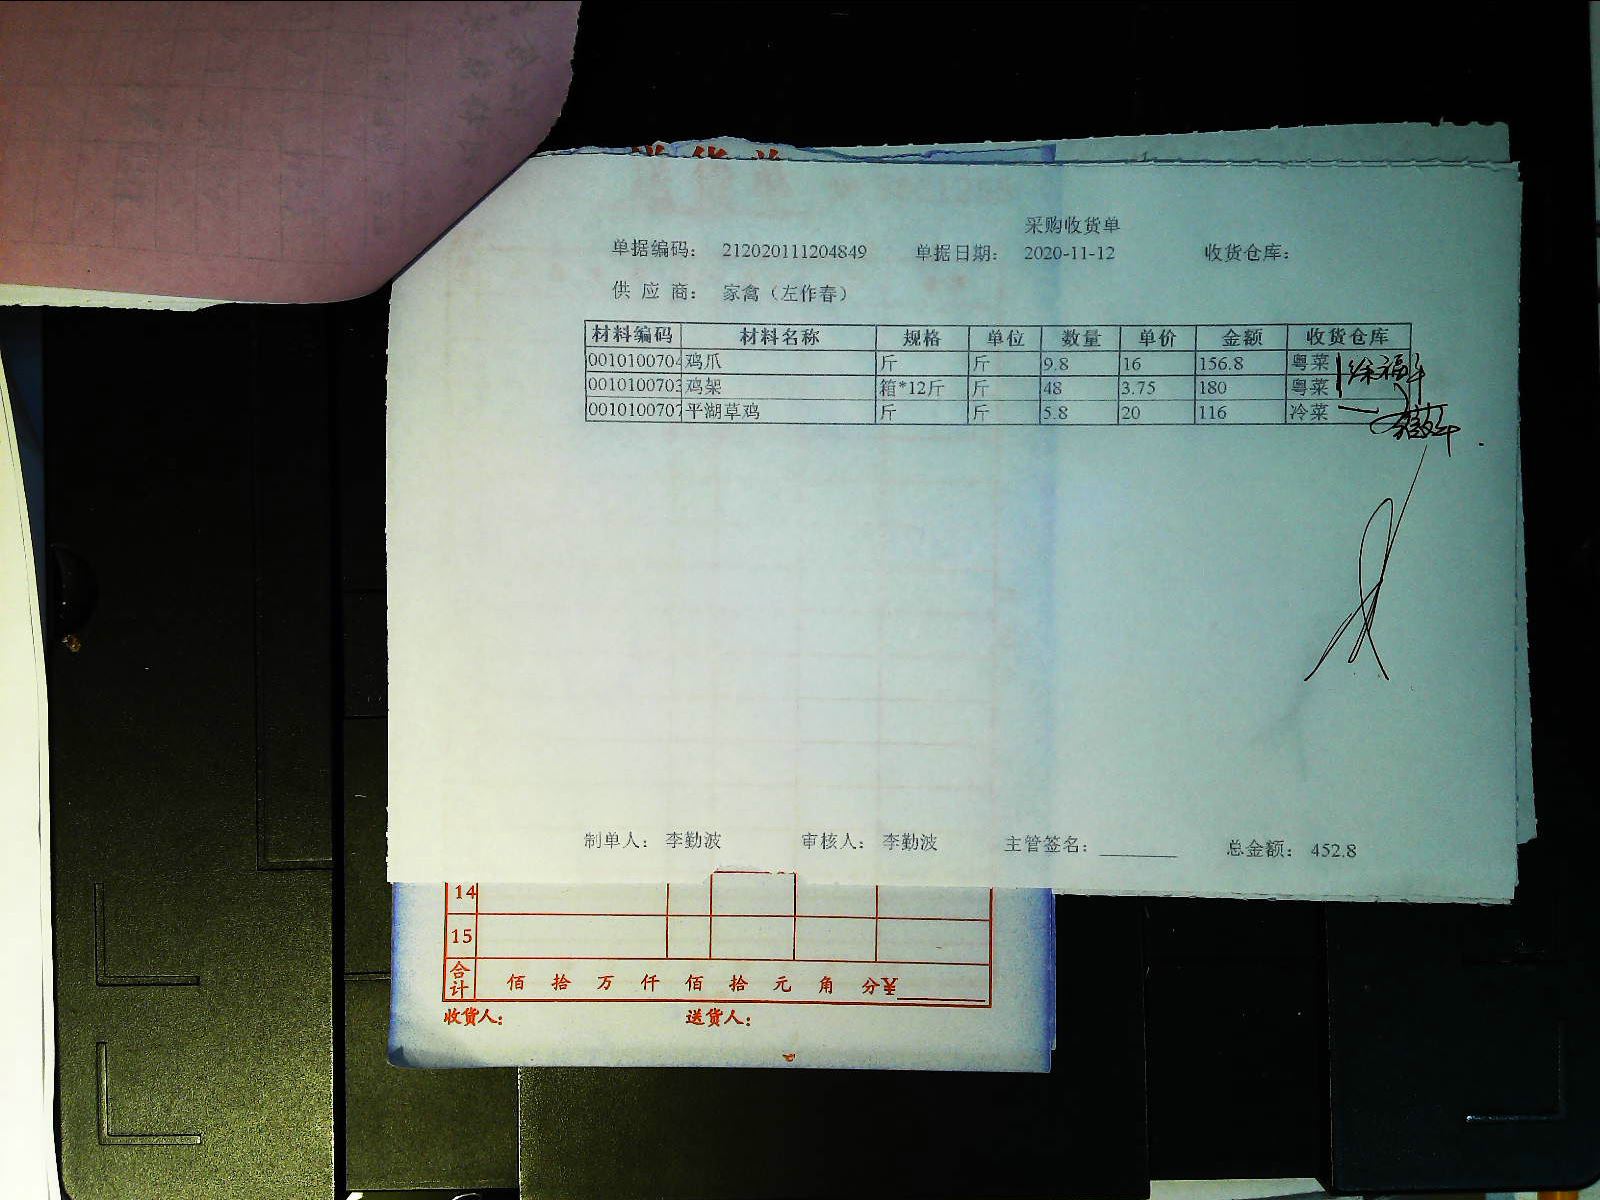 采购收货单
单据编码： 212020111204849 单据日期： 2020-11-12 收货仓库：
供 应 商： 家禽（左作春）
材料编码 材料名称 规格 单位 数量 单价 金额 收货仓库
0010100704 鸡爪 斤 斤 9.8 16 156.8 粤菜
0010100703 鸡架 箱*12斤 斤 48 3.75 180 粤菜
0010100707 平湖草鸡 斤 斤 5.8 20 116 冷菜
制单人： 李勤波 审核人： 李勤波 主管签名：________ 总金额： 452.8
14
15
合计 佰 拾 万 仟 佰 拾 元 角 分¥________
收货人： 送货人：